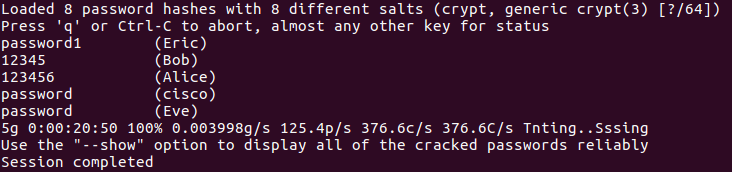 Loaded 8 password hashes with 8 different salts (crypt, generic crypt(3) [?/64])
Press 'q' or Ctrl-C to abort, almost any other key for status
password1        (Eric)
12345            (Bob)
123456           (Alice)
password         (cisco)
password         (Eve)
5g 0:00:20:50 100% 0.003998g/s 125.4p/s 376.6c/s 376.6C/s Tnting..Sssing
Use the "--show" option to display all of the cracked passwords reliably
Session completed